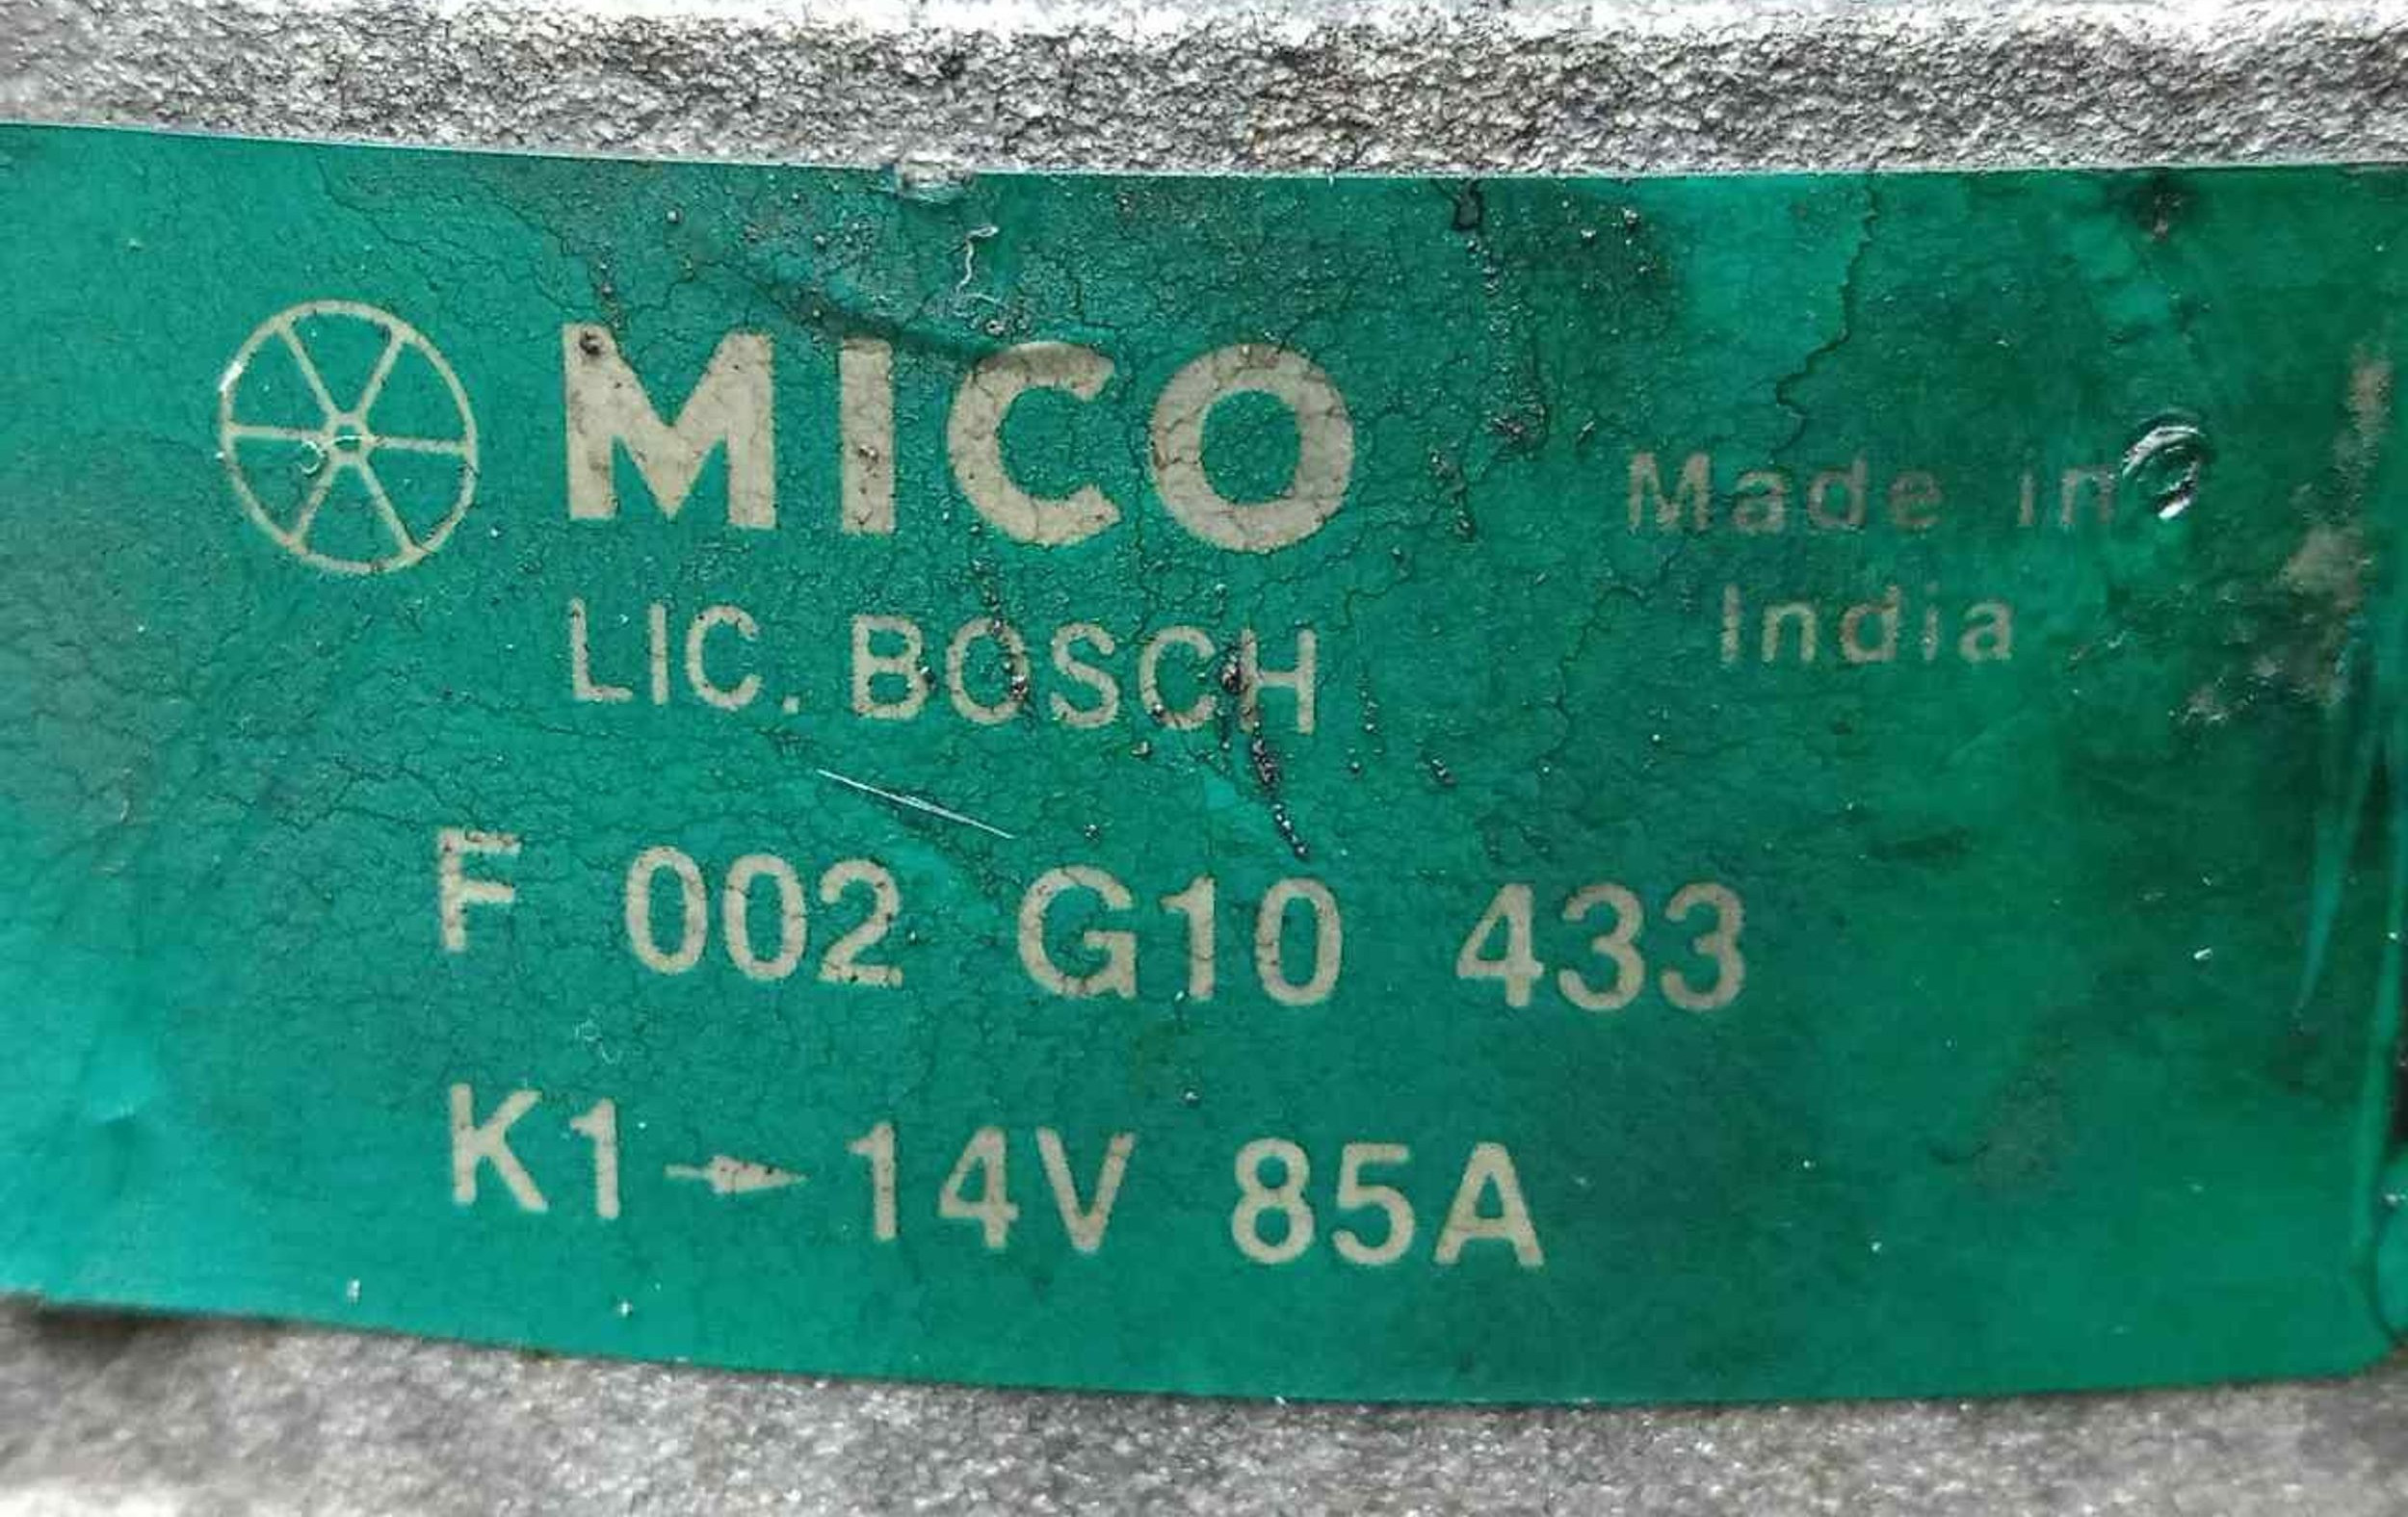 MICO
LIC. BOSCH
Made in
India
F 002 G10 433
K1→14V 85A